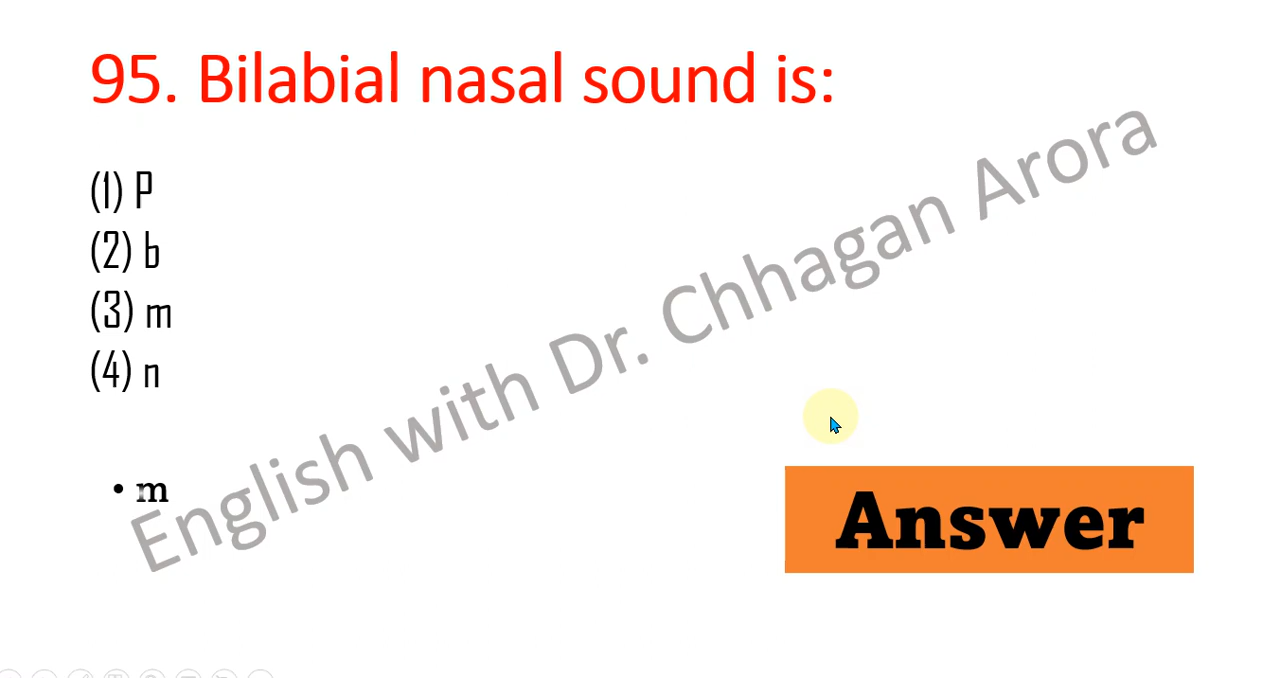 95. Bilabial nasal sound is:
(1) P
(2) b
(3) m
(4) n
• m
Answer
English with Dr. Chhagan Arora